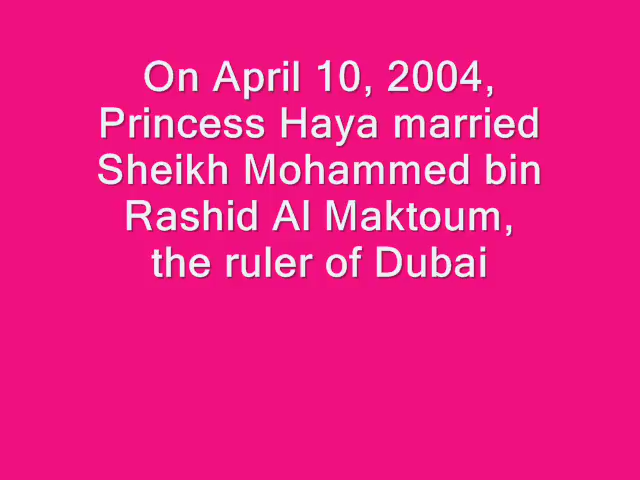 On April 10, 2004,
Princess Haya married
Sheikh Mohammed bin
Rashid Al Maktoum,
the ruler of Dubai